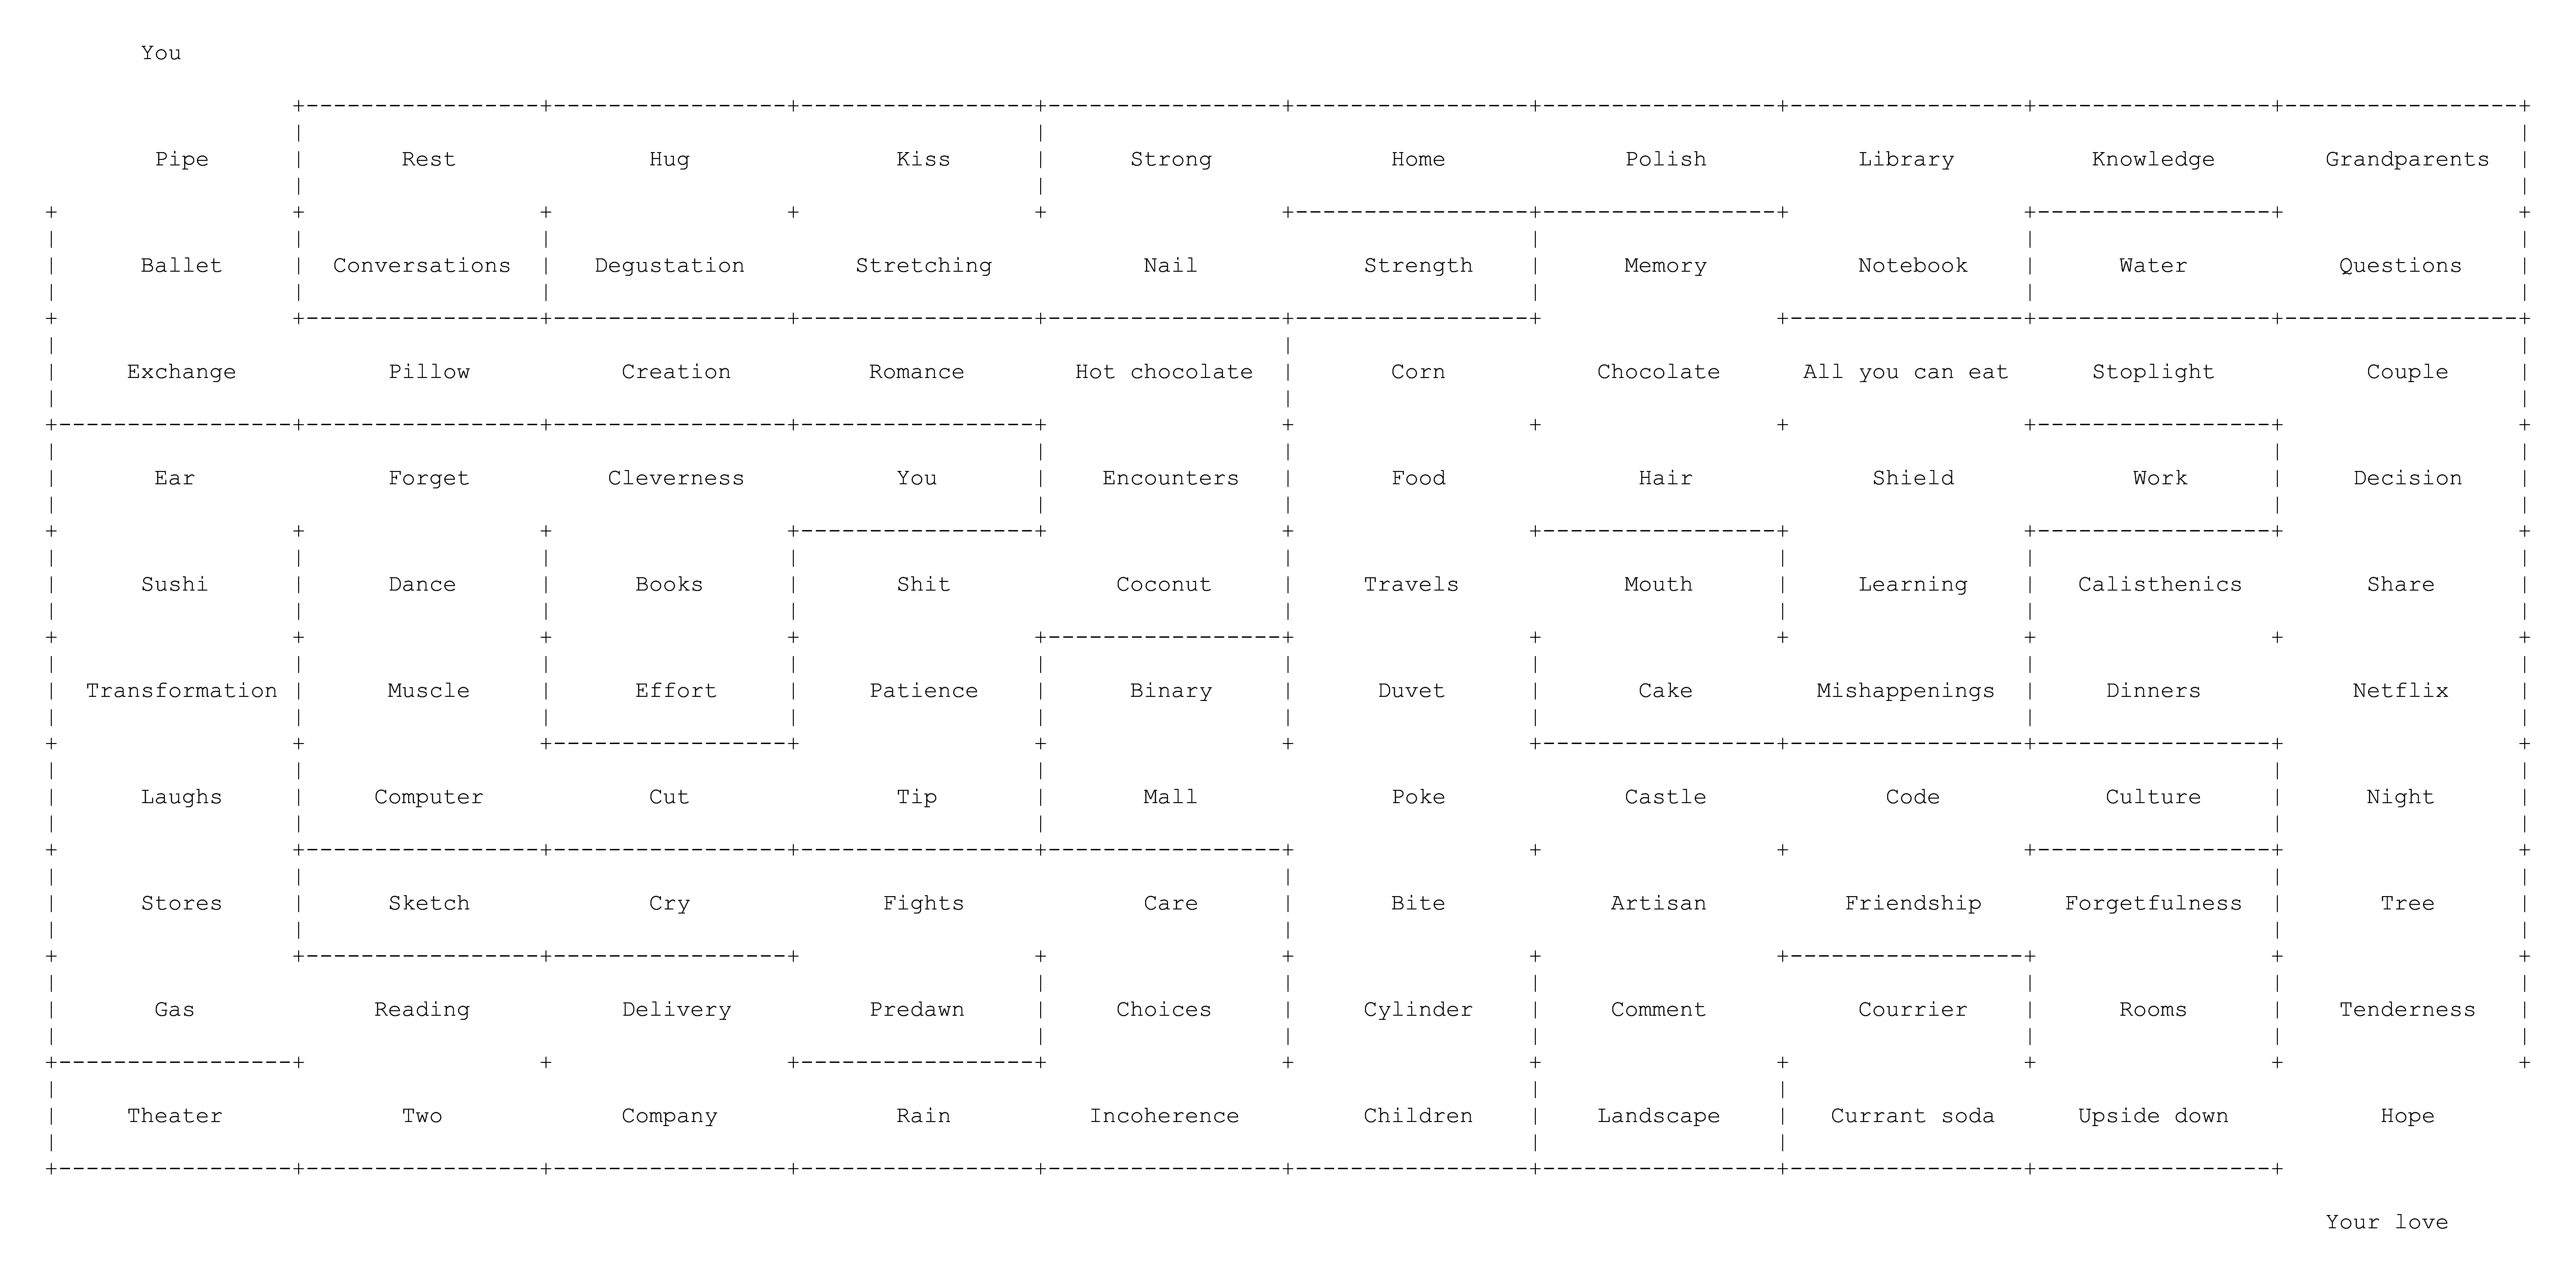 You
Pipe Rest Hug Kiss Strong Home Polish Library Knowledge Grandparents
Ballet Conversations Degustation Stretching Nail Strength Memory Notebook Water Questions
Exchange Pillow Creation Romance Hot chocolate Corn Chocolate All you can eat Stoplight Couple
Ear Forget Cleverness You Encounters Food Hair Shield Work Decision
Sushi Dance Books Shit Coconut Travels Mouth Learning Calisthenics Share
Transformation Muscle Effort Patience Binary Duvet Cake Mishappenings Dinners Netflix
Laughs Computer Cut Tip Mall Poke Castle Code Culture Night
Stores Sketch Cry Fights Care Bite Artisan Friendship Forgetfulness Tree
Gas Reading Delivery Predawn Choices Cylinder Comment Courrier Rooms Tenderness
Theater Two Company Rain Incoherence Children Landscape Currant soda Upside down Hope
Your love